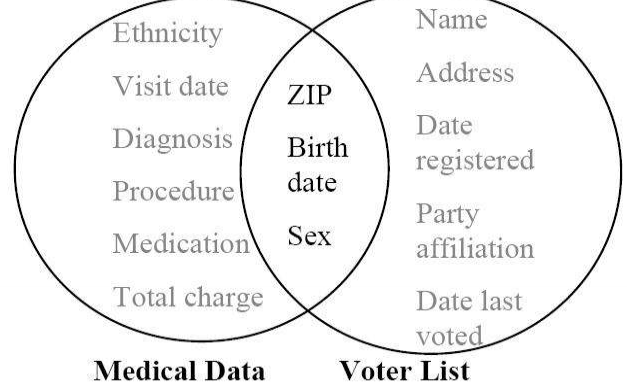 Ethnicity
Visit date
Diagnosis
Procedure
Medication
Total charge
ZIP
Birth
date
Sex
Name
Address
Date
registered
Party
affiliation
Date last
voted
Medical Data
Voter List